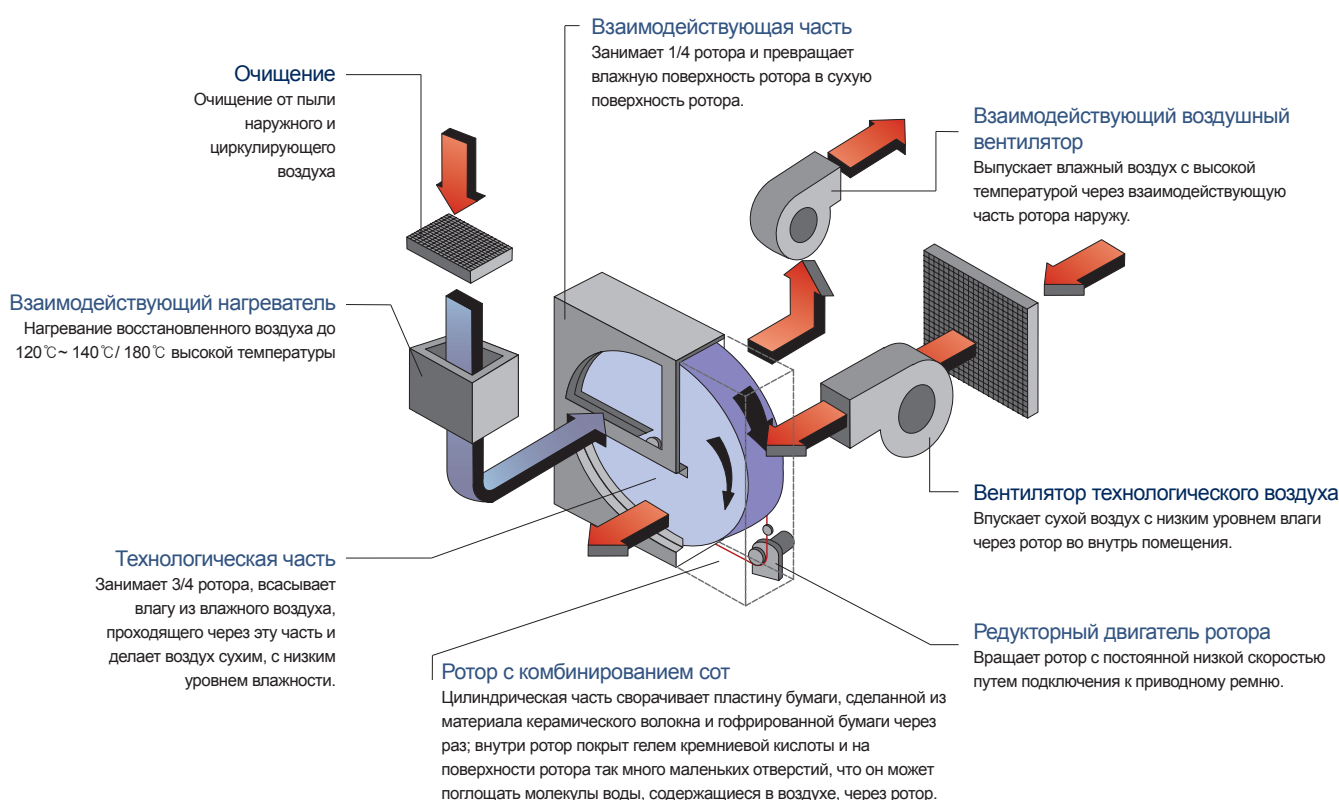 Взаимодействующая часть
Занимает 1/4 ротора и превращает
влажную поверхность ротора в сухую
поверхность ротора.
Очищение
Очищение от пыли
наружного и
циркулирующего
воздуха
Взаимодействующий воздушный
вентилятор
Выпускает влажный воздух с высокой
температурой через взаимодействующую
часть ротора наружу.
Взаимодействующий нагреватель
Нагревание восстановленного воздуха до
120℃~ 140℃/ 180℃ высокой температуры
Вентилятор технологического воздуха
Впускает сухой воздух с низким уровнем влаги
через ротор во внутрь помещения.
Технологическая часть
Занимает 3/4 ротора, всасывает
влагу из влажного воздуха,
проходящего через эту часть и
делает воздух сухим, с низким
уровнем влажности.
Редукторный двигатель ротора
Вращает ротор с постоянной низкой скоростью
путем подключения к приводному ремню.
Ротор с комбинированием сот
Цилиндрическая часть сворачивает пластину бумаги, сделанной из
материала керамического волокна и гофрированной бумаги через
раз; внутри ротор покрыт гелем кремниевой кислоты и на
поверхности ротора так много маленьких отверстий, что он может
поглощать молекулы воды, содержащиеся в воздухе, через ротор.